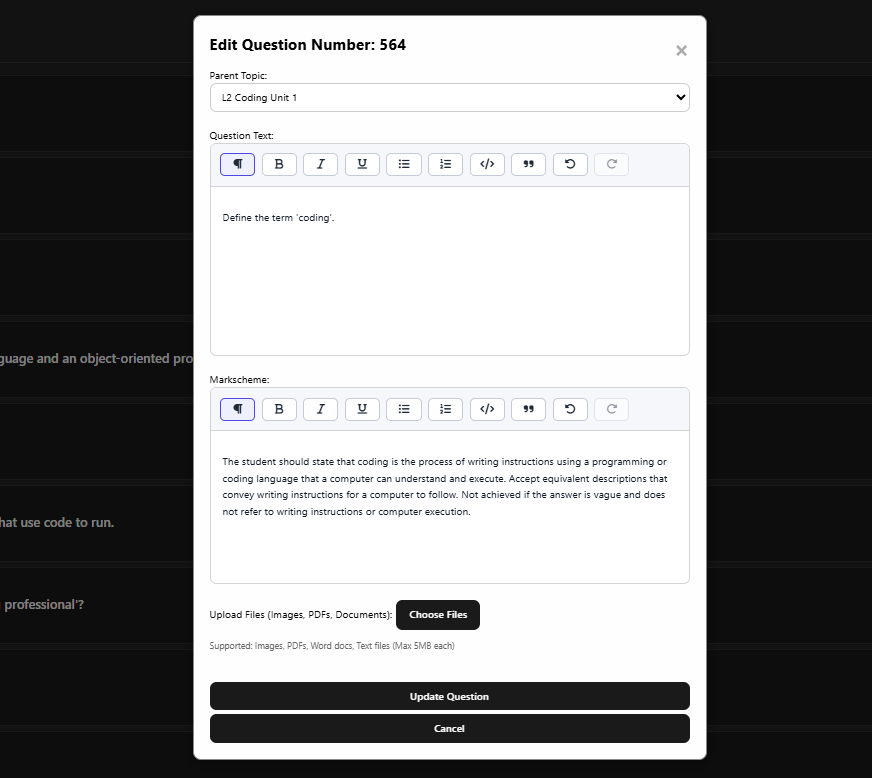 Edit Question Number: 564
×
Parent Topic:
L2 Coding Unit 1
Question Text:
¶ B I U </>
Define the term 'coding'.
guage and an object-oriented pro
Markscheme:
¶ B I U </>
The student should state that coding is the process of writing instructions using a programming or
coding language that a computer can understand and execute. Accept equivalent descriptions that
convey writing instructions for a computer to follow. Not achieved if the answer is vague and does
not refer to writing instructions or computer execution.
hat use code to run.
professional'?
Upload Files (Images, PDFs, Documents): Choose Files
Supported: Images, PDFs, Word docs, Text files (Max 5MB each)
Update Question
Cancel